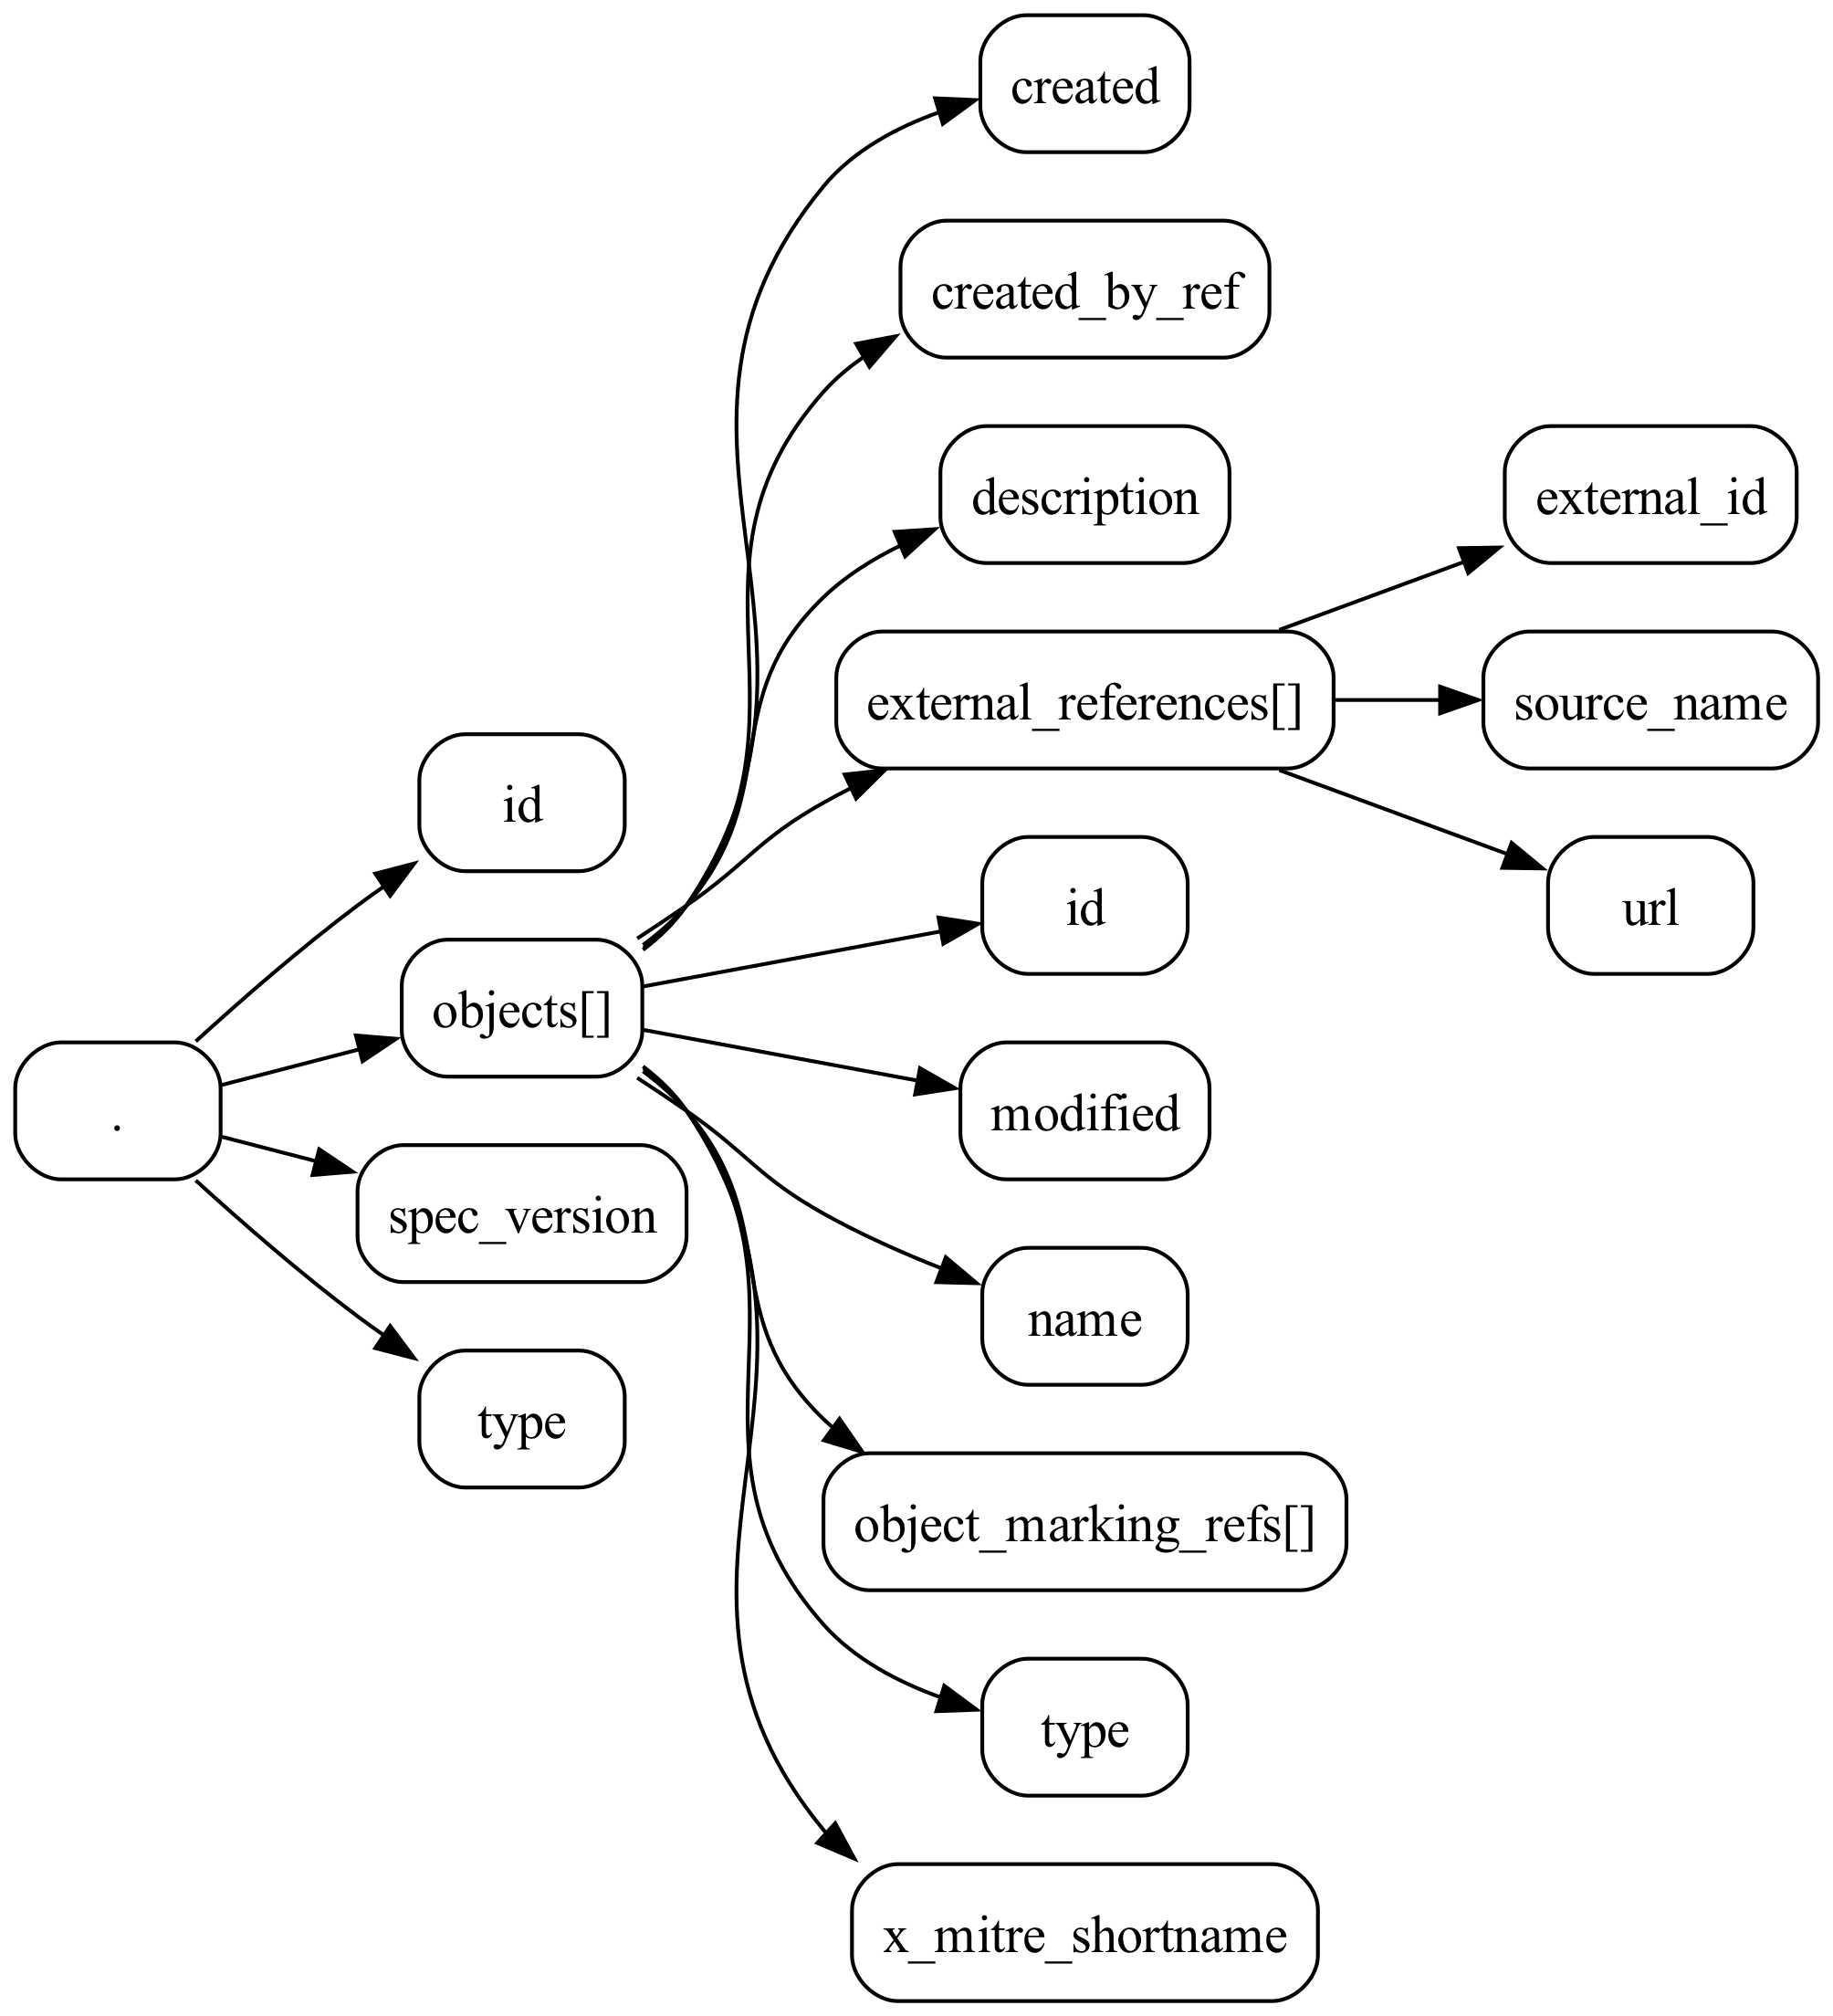 .
id
objects[]
spec_version
type
created
created_by_ref
description
external_references[]
id
modified
name
object_marking_refs[]
type
x_mitre_shortname
external_id
source_name
url